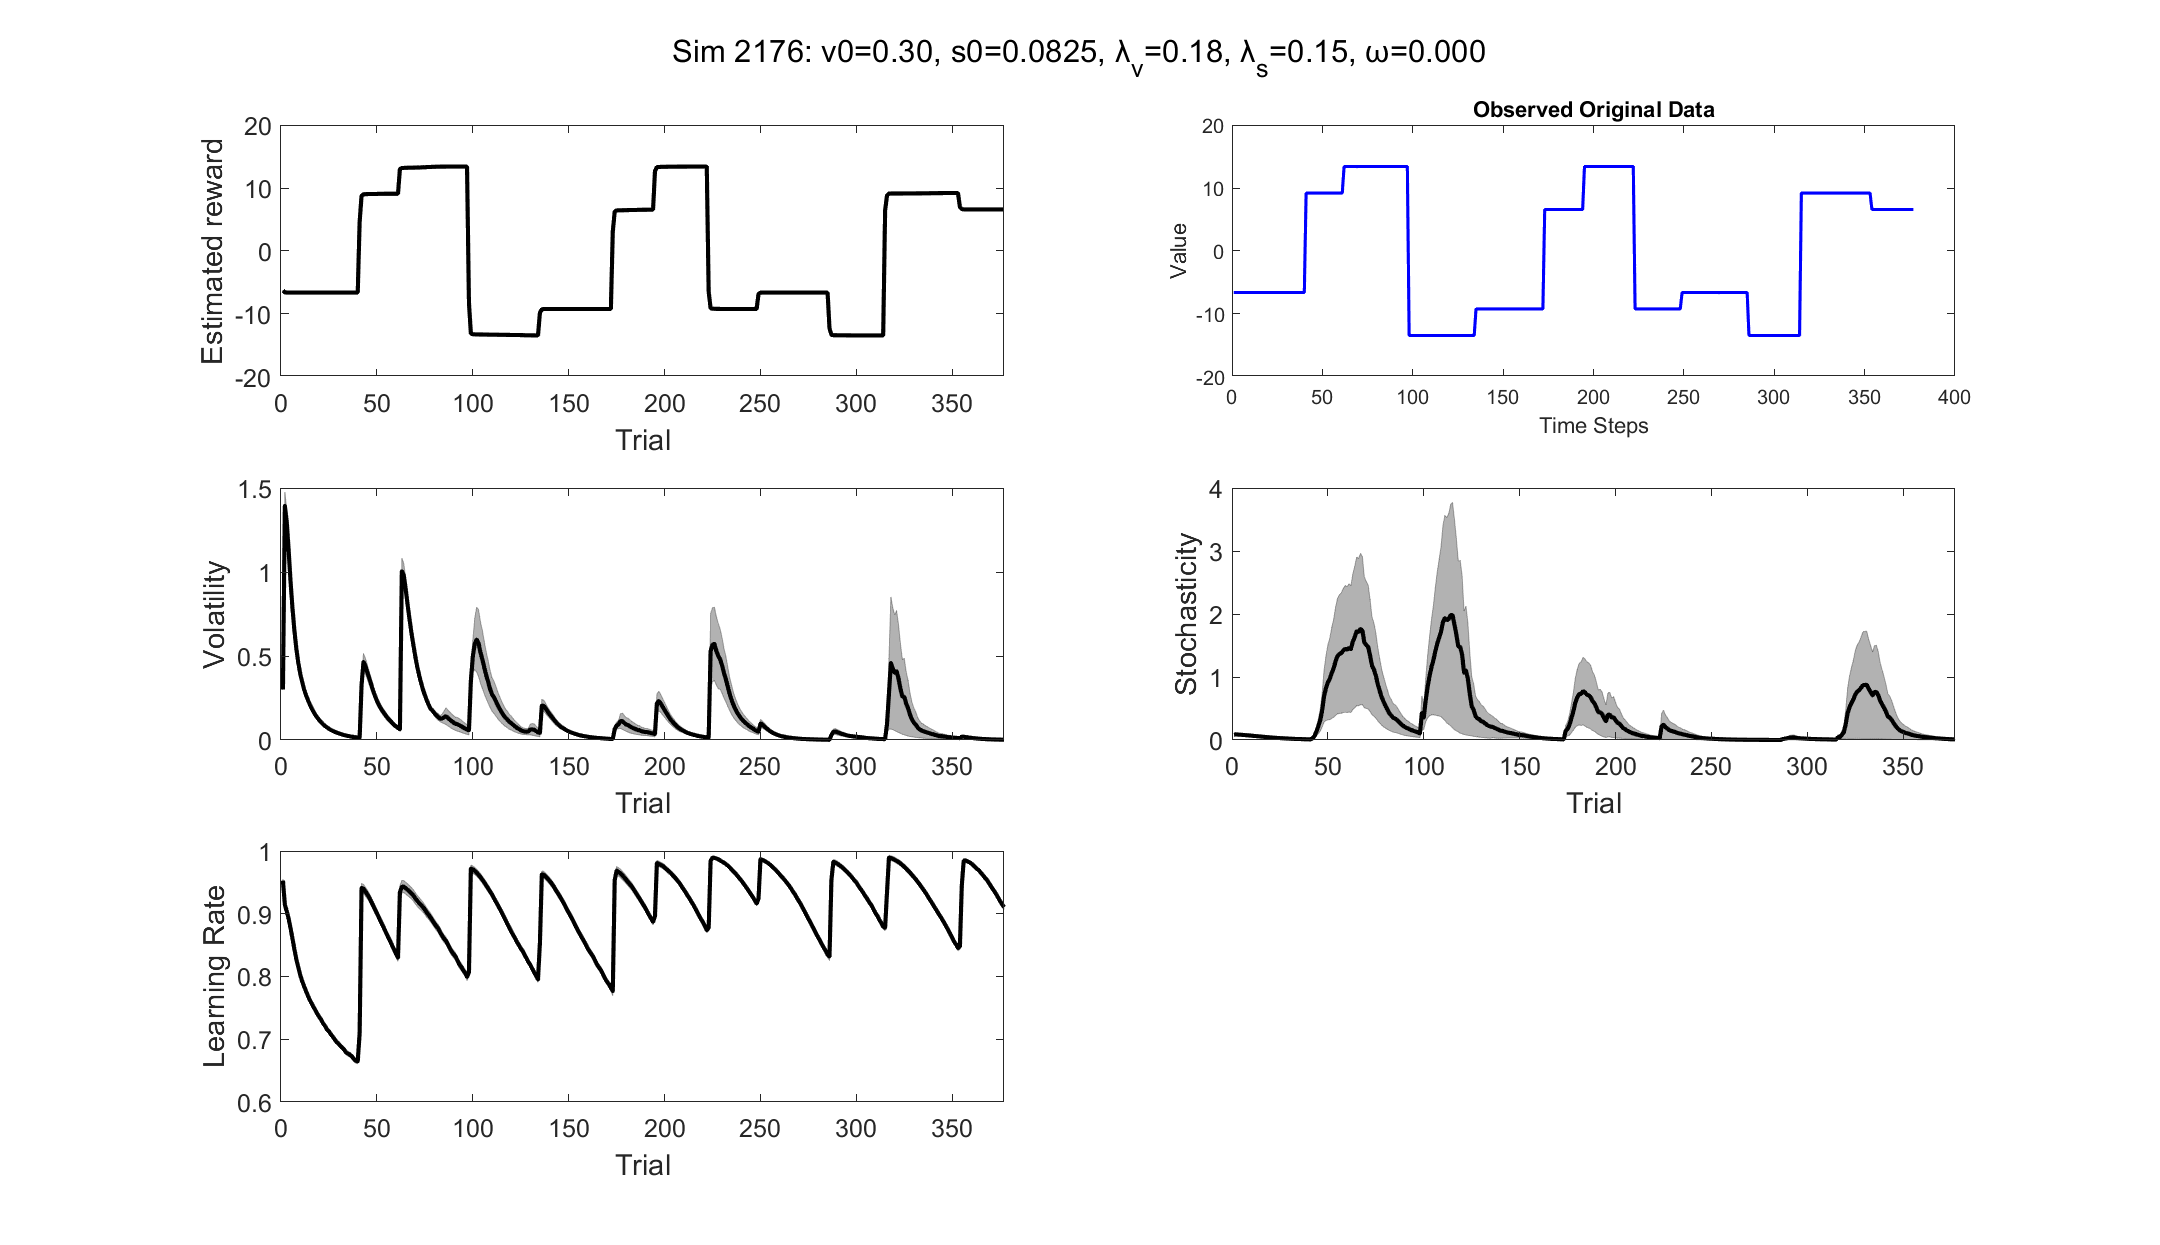 Sim 2176: v0=0.30, s0=0.0825, λ_v=0.18, λ_s=0.15, ω=0.000
20
10
0
-10
-20
Estimated reward
0 50 100 150 200 250 300 350
Trial
Observed Original Data
20
10
0
-10
-20
Value
0 50 100 150 200 250 300 350 400
Time Steps
1.5
1
0.5
0
Volatility
0 50 100 150 200 250 300 350
Trial
4
3
2
1
0
Stochasticity
0 50 100 150 200 250 300 350
Trial
1
0.9
0.8
0.7
0.6
Learning Rate
0 50 100 150 200 250 300 350
Trial